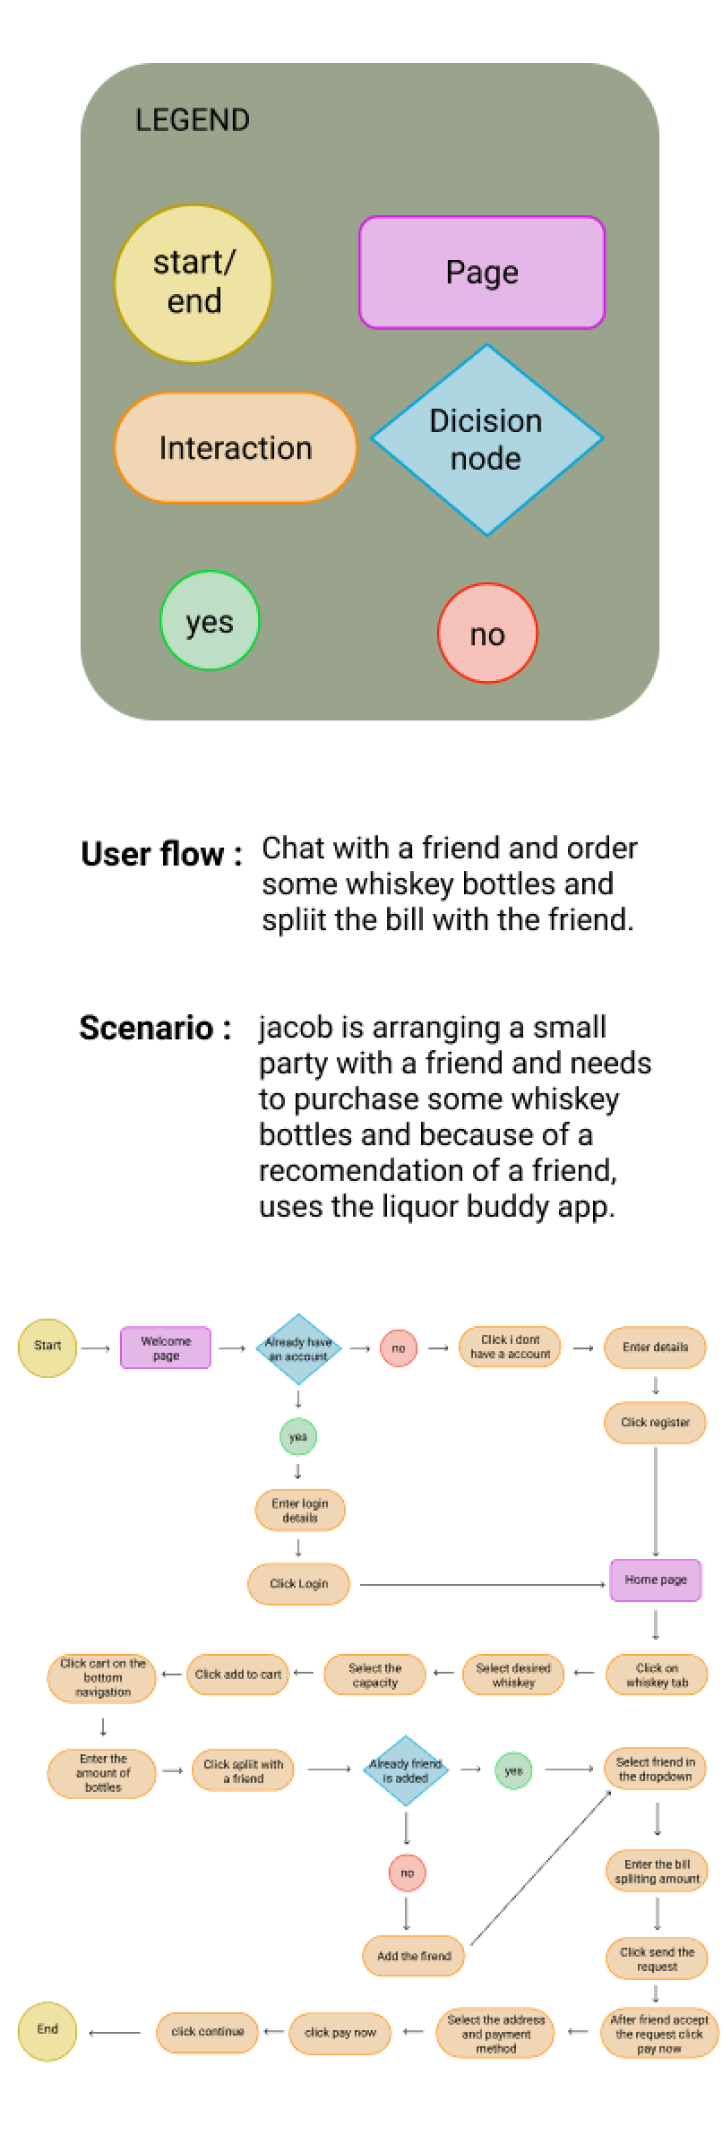 LEGEND
start/
end
Page
Interaction
Dicision
node
yes
no
User flow :
Chat with a friend and order
some whiskey bottles and
spliit the bill with the friend.
Scenario :
jacob is arranging a small
party with a friend and needs
to purchase some whiskey
bottles and because of a
recomendation of a friend,
uses the liquor buddy app.
Start
Welcome
page
Already have
an account
no
Click i dont
have a account
Enter details
yes
Click register
Enter login
details
Click Login
Home page
Click cart on the
bottom
navigation
Click add to cart
Select the
capacity
Select desired
whiskey
Click on
whiskey tab
Enter the
amount of
bottles
Click spliit with
a friend
Already friend
is added
yes
Select friend in
the dropdown
no
Enter the bill
spliting amount
Add the firend
Click send the
request
End
click continue
click pay now
Select the address
and payment
method
After friend accept
the request click
pay now